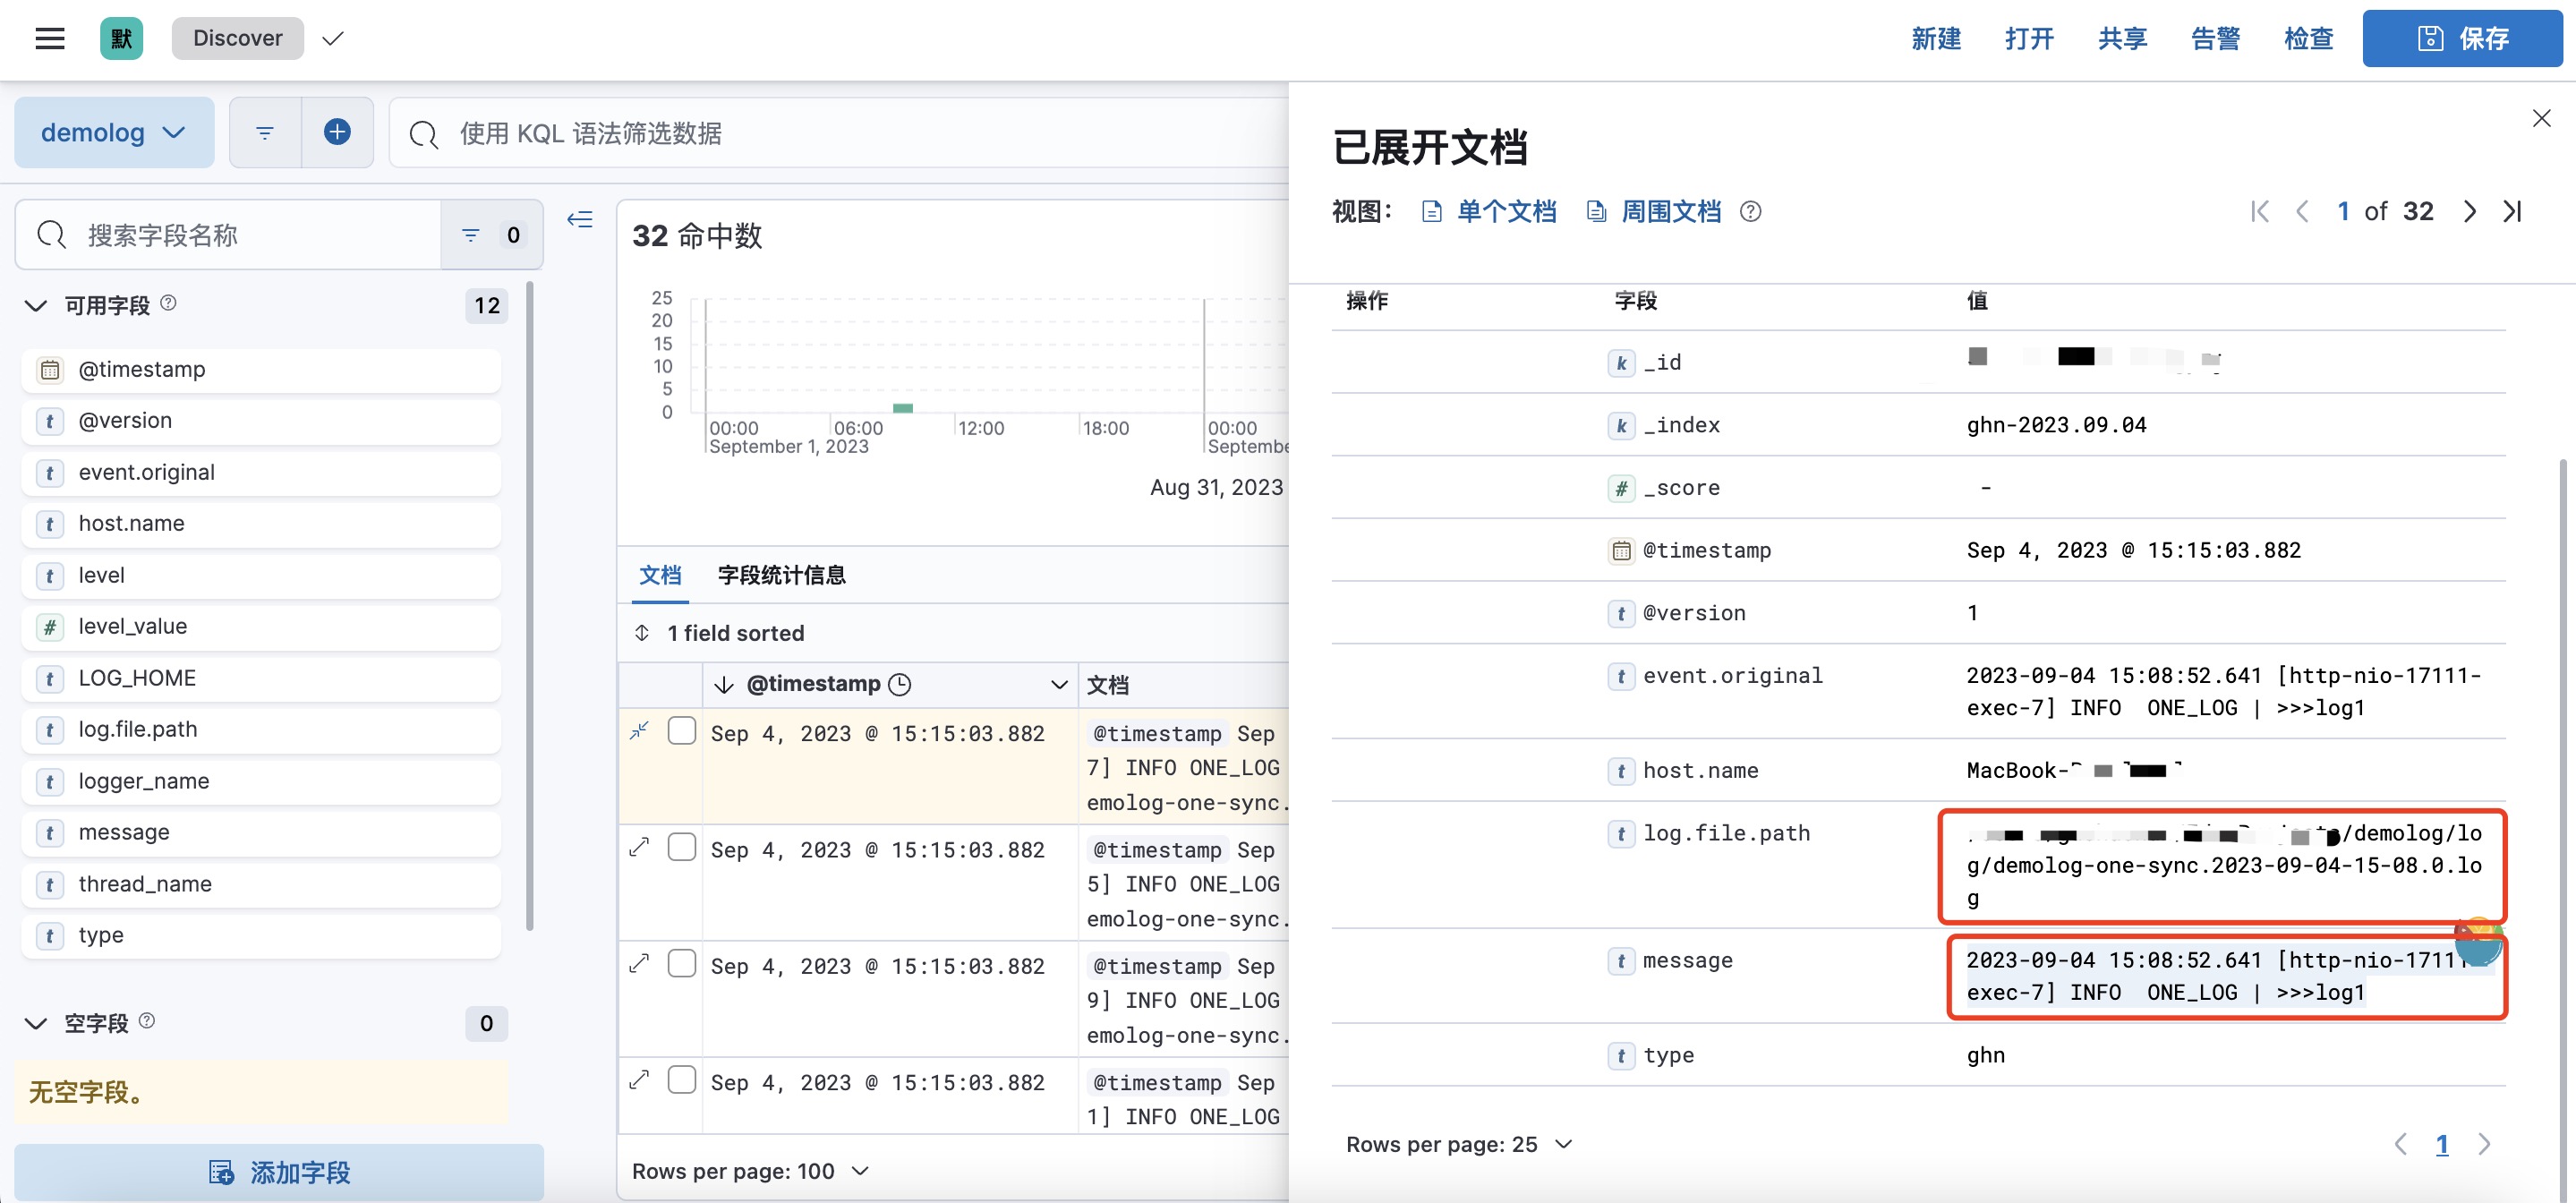 默 Discover 新建 打开 共享 告警 检查 保存
demolog 使用 KQL 语法筛选数据
搜索字段名称 0
可用字段 12
@timestamp
t @version
t event.original
t host.name
t level
# level_value
t LOG_HOME
t log.file.path
t logger_name
t message
t thread_name
t type
空字段 0
无空字段。
添加字段
32 命中数
25
20
15
10
5
0
00:00 06:00 12:00 18:00 00:00
September 1, 2023 Septembe
Aug 31, 2023
文档 字段统计信息
1 field sorted
@timestamp 文档
Sep 4, 2023 @ 15:15:03.882 @timestamp Sep
7] INFO ONE_LOG
emolog-one-sync.
Sep 4, 2023 @ 15:15:03.882 @timestamp Sep
5] INFO ONE_LOG
emolog-one-sync.
Sep 4, 2023 @ 15:15:03.882 @timestamp Sep
9] INFO ONE_LOG
emolog-one-sync.
Sep 4, 2023 @ 15:15:03.882 @timestamp Sep
1] INFO ONE_LOG
Rows per page: 100
已展开文档
视图： 单个文档 周围文档 1 of 32
操作 字段 值
k _id
k _index ghn-2023.09.04
# _score -
@timestamp Sep 4, 2023 @ 15:15:03.882
t @version 1
t event.original 2023-09-04 15:08:52.641 [http-nio-17111-
exec-7] INFO  ONE_LOG | >>>log1
t host.name MacBook-
t log.file.path /demolog/lo
g/demolog-one-sync.2023-09-04-15-08.0.lo
g
t message 2023-09-04 15:08:52.641 [http-nio-17111-
exec-7] INFO  ONE_LOG | >>>log1
t type ghn
Rows per page: 25 1